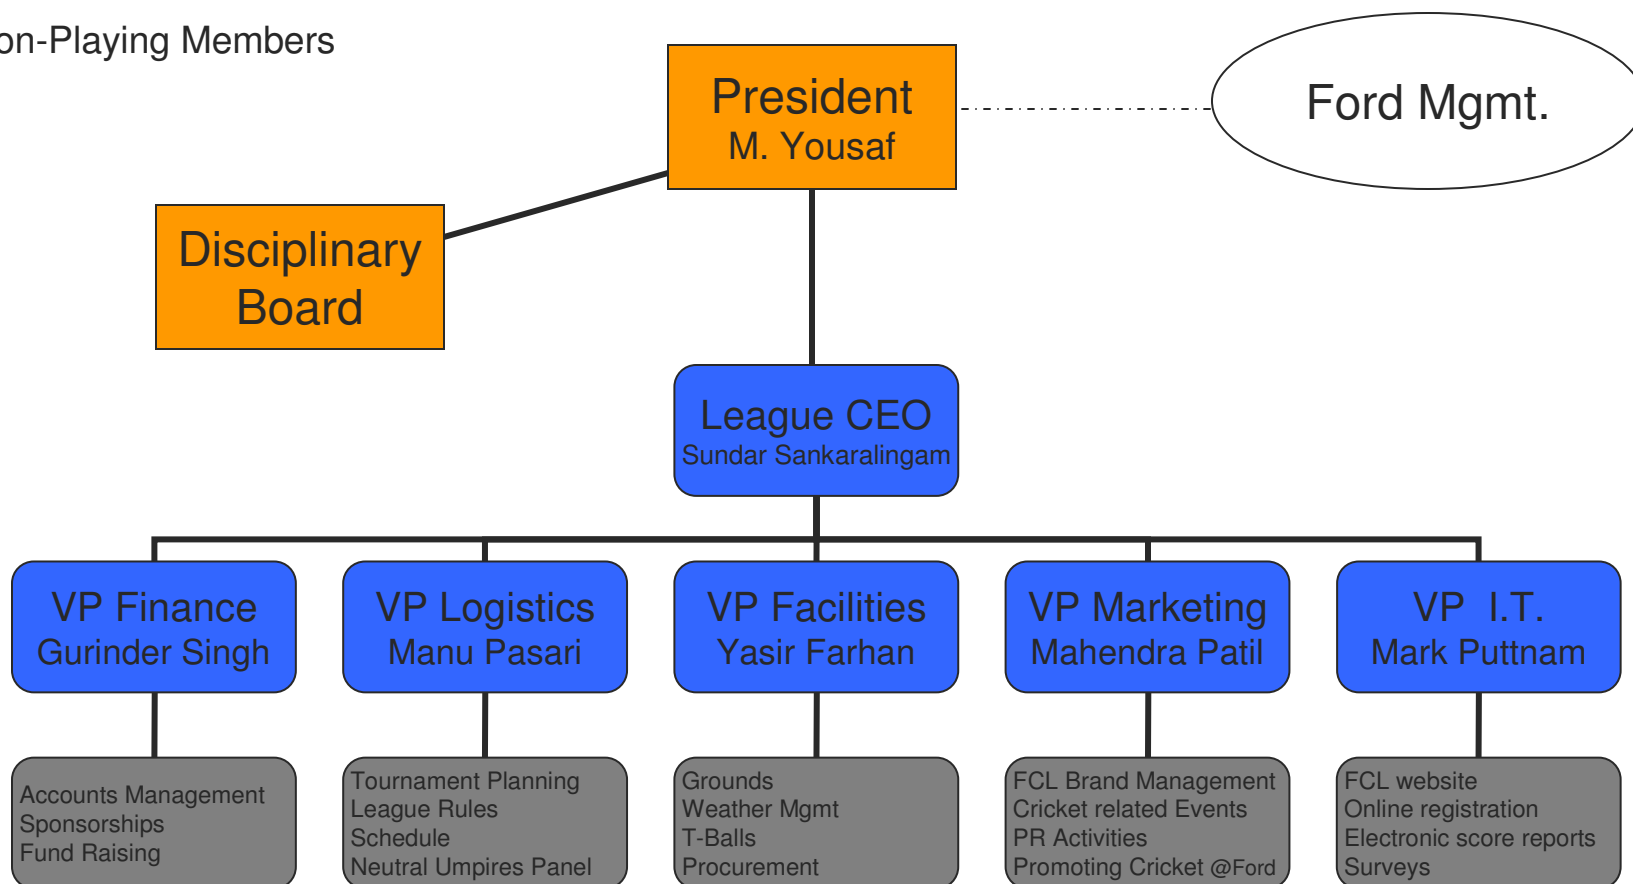 on-Playing Members
President
M. Yousaf
Ford Mgmt.
Disciplinary
Board
League CEO
Sundar Sankaralingam
VP Finance
Gurinder Singh
VP Logistics
Manu Pasari
VP Facilities
Yasir Farhan
VP Marketing
Mahendra Patil
VP I.T.
Mark Puttnam
Accounts Management
Sponsorships
Fund Raising
Tournament Planning
League Rules
Schedule
Neutral Umpires Panel
Grounds
Weather Mgmt
T-Balls
Procurement
FCL Brand Management
Cricket related Events
PR Activities
Promoting Cricket @Ford
FCL website
Online registration
Electronic score reports
Surveys